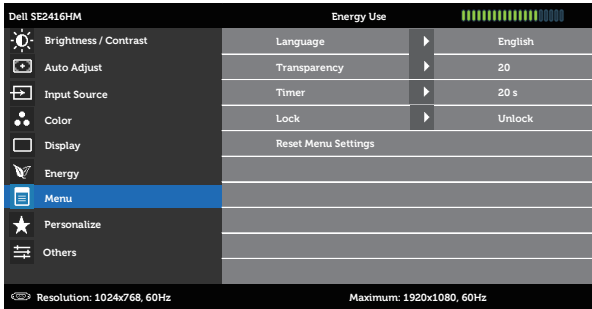 Dell SE2416HM Energy Use
Brightness / Contrast Language English
Auto Adjust Transparency 20
Input Source Timer 20 s
Color Lock Unlock
Display Reset Menu Settings
Energy
Menu
Personalize
Others
Resolution: 1024x768, 60Hz Maximum: 1920x1080, 60Hz